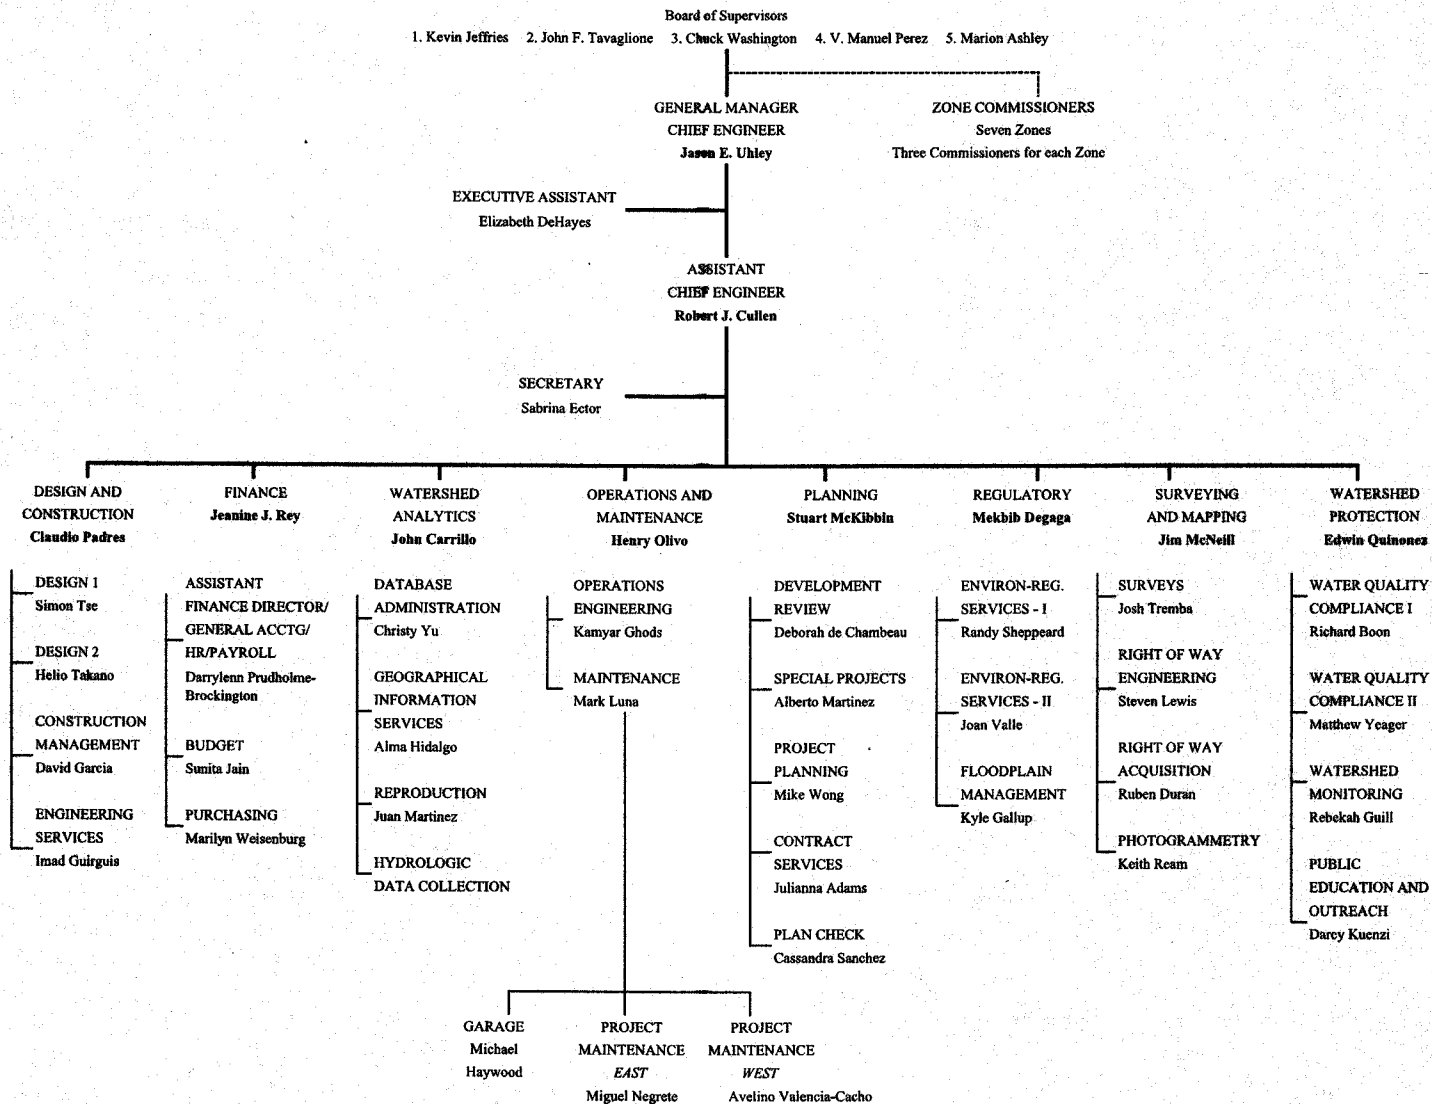 Board of Supervisors
1. Kevin Jeffries 2. John F. Tavaglione 3. Chuck Washington 4. V. Manuel Perez 5. Marion Ashley
GENERAL MANAGER
CHIEF ENGINEER
Jason E. Uhley
ZONE COMMISSIONERS
Seven Zones
Three Commissioners for each Zone
EXECUTIVE ASSISTANT
Elizabeth DeHayes
ASSISTANT
CHIEF ENGINEER
Robert J. Cullen
SECRETARY
Sabrina Ector
DESIGN AND
CONSTRUCTION
Claudio Padres
DESIGN 1
Simon Tse
DESIGN 2
Helio Takano
CONSTRUCTION
MANAGEMENT
David Garcia
ENGINEERING
SERVICES
Imad Guirguis
FINANCE
Jeanine J. Rey
ASSISTANT
FINANCE DIRECTOR/
GENERAL ACCTG/
HR/PAYROLL
Darrylenn Prudholme-
Brockington
BUDGET
Sunita Jain
PURCHASING
Marilyn Weisenburg
WATERSHED
ANALYTICS
John Carrillo
DATABASE
ADMINISTRATION
Christy Yu
GEOGRAPHICAL
INFORMATION
SERVICES
Alma Hidalgo
REPRODUCTION
Juan Martinez
HYDROLOGIC
DATA COLLECTION
OPERATIONS AND
MAINTENANCE
Henry Olivo
OPERATIONS
ENGINEERING
Kamyar Ghods
MAINTENANCE
Mark Luna
GARAGE
Michael
Haywood
PROJECT
MAINTENANCE
EAST
Miguel Negrete
PROJECT
MAINTENANCE
WEST
Avelino Valencia-Cacho
PLANNING
Stuart McKibbin
DEVELOPMENT
REVIEW
Deborah de Chambeau
SPECIAL PROJECTS
Alberto Martinez
PROJECT
PLANNING
Mike Wong
CONTRACT
SERVICES
Julianna Adams
PLAN CHECK
Cassandra Sanchez
REGULATORY
Mekbib Degaga
ENVIRON-REG.
SERVICES - I
Randy Sheppeard
ENVIRON-REG.
SERVICES - II
Joan Valle
FLOODPLAIN
MANAGEMENT
Kyle Gallup
SURVEYING
AND MAPPING
Jim McNeill
SURVEYS
Josh Tremba
RIGHT OF WAY
ENGINEERING
Steven Lewis
RIGHT OF WAY
ACQUISITION
Ruben Duran
PHOTOGRAMMETRY
Keith Ream
WATERSHED
PROTECTION
Edwin Quinonez
WATER QUALITY
COMPLIANCE I
Richard Boon
WATER QUALITY
COMPLIANCE II
Matthew Yeager
WATERSHED
MONITORING
Rebekah Guill
PUBLIC
EDUCATION AND
OUTREACH
Darcy Kuenzi